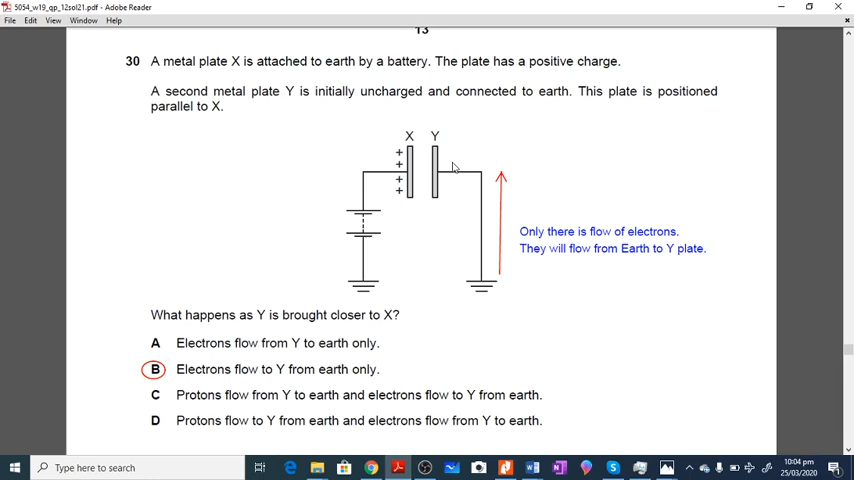 5054_w19_qp_12sol21.pdf - Adobe Reader
File Edit View Window Help
13
30 A metal plate X is attached to earth by a battery. The plate has a positive charge.
A second metal plate Y is initially uncharged and connected to earth. This plate is positioned
parallel to X.
X Y
+
+
+
+
Only there is flow of electrons.
They will flow from Earth to Y plate.
What happens as Y is brought closer to X?
A Electrons flow from Y to earth only.
B Electrons flow to Y from earth only.
C Protons flow from Y to earth and electrons flow to Y from earth.
D Protons flow to Y from earth and electrons flow from Y to earth.
Type here to search
10:04 pm
25/03/2020